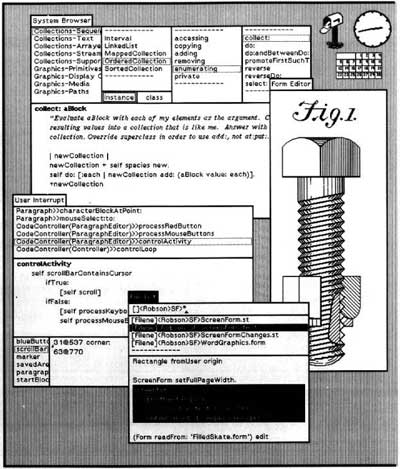 System Browser
Collections-Sequen
Collections-Text
Collections-Arraye
Collections-Stream
Collections-Suppor
Graphics-Primitives
Graphics-Display
Graphics-Media
Graphics-Paths
------------
Interval
LinkedList
MappedCollection
OrderedCollection
SortedCollection
------------
instance class
------------
accessing
copying
adding
removing
enumerating
private
------------
collect:
do:
do:andBetweenDo:
promoteFirstSuchT
reverse
reverseDo:
select:
Form Editor
Fig.1.
collect: aBlock
"Evaluate aBlock with each of my elements as the argument. C
resulting values into a collection that is like me. Answer with
collection. Override superclass in order to use add:, not at:put:.
| newCollection |
newCollection ← self species new.
self do: [:each | newCollection add: (aBlock value: each)].
↑newCollection
User Interrupt
Paragraph>>characterBlockAtPoint:
Paragraph>>mouseSelect:to:
CodeController(ParagraphEditor)>>processRedButton
CodeController(ParagraphEditor)>>processMouseButtons
CodeController(ParagraphEditor)>>controlActivity
CodeController(Controller)>>controlLoop
controlActivity
self scrollBarContainsCursor
ifTrue:
[self scroll]
ifFalse:
[self processKeybo
self processMouseB
blueButto
scrollBar
marker
savedArea
paragraph
startBloc
31@537 corner:
63@770
[]<Robson>SF>*
[Filene]<Robson>SF>ScreenForm.st
[Filene]<Robson>SF>ScreenFormChanges.st
[Filene]<Robson>SF>WordGraphics.form
------------
Rectangle fromUser origin
ScreenForm setFullPageWidth.
(Form readFrom: 'FilledSkate.form') edit